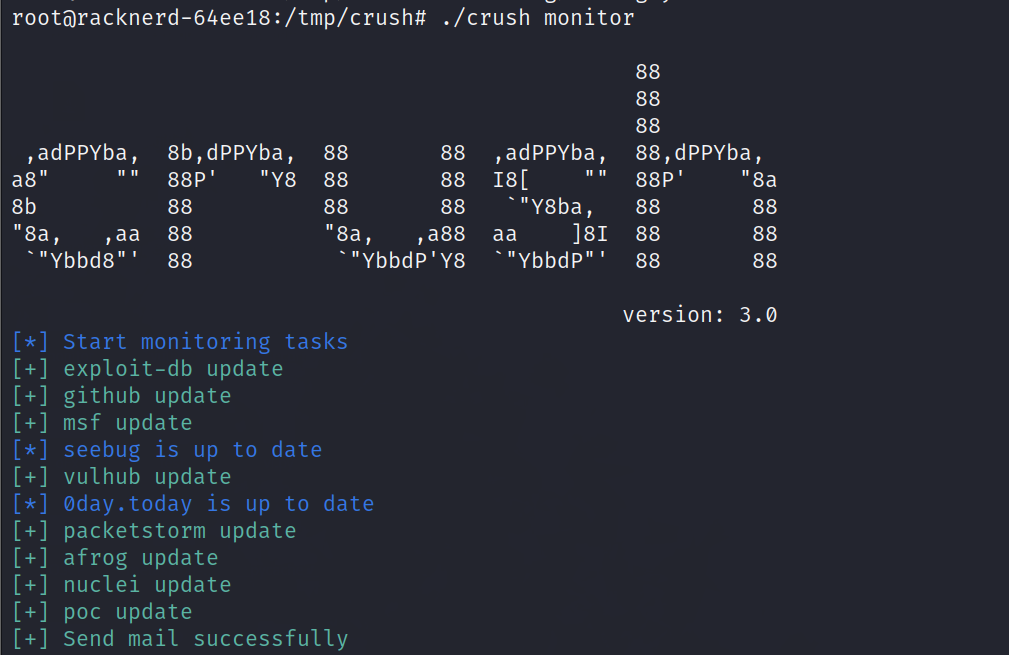 root@racknerd-64ee18:/tmp/crush# ./crush monitor
                                                88
                                                88
                                                88
 ,adPPYba,  8b,dPPYba,  88       88  ,adPPYba,  88,dPPYba,
a8"     ""  88P'   "Y8  88       88  I8[    ""  88P'    "8a
8b          88          88       88   `"Y8ba,   88       88
"8a,   ,aa  88          "8a,   ,a88  aa    ]8I  88       88
 `"Ybbd8"'  88           `"YbbdP'Y8  `"YbbdP"'  88       88
                                               version: 3.0
[*] Start monitoring tasks
[+] exploit-db update
[+] github update
[+] msf update
[*] seebug is up to date
[+] vulhub update
[*] 0day.today is up to date
[+] packetstorm update
[+] afrog update
[+] nuclei update
[+] poc update
[+] Send mail successfully